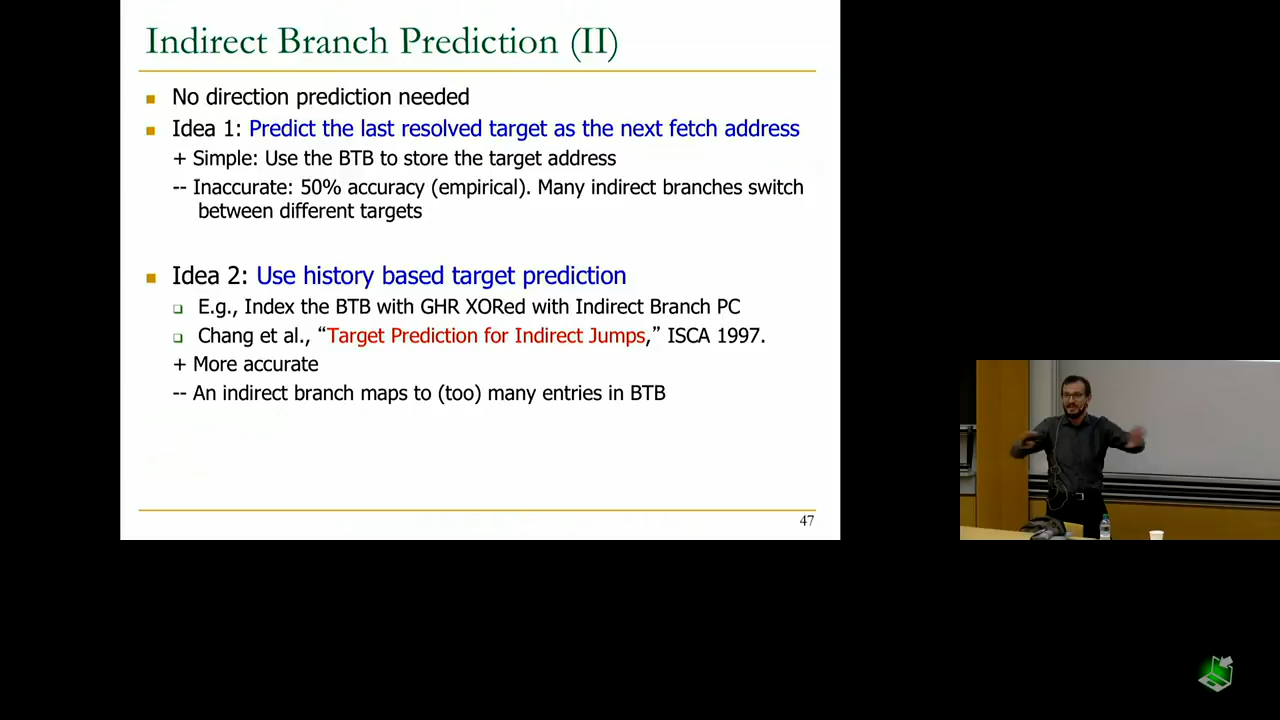 Indirect Branch Prediction (II)
No direction prediction needed
Idea 1: Predict the last resolved target as the next fetch address
+ Simple: Use the BTB to store the target address
-- Inaccurate: 50% accuracy (empirical). Many indirect branches switch
between different targets
Idea 2: Use history based target prediction
E.g., Index the BTB with GHR XORed with Indirect Branch PC
Chang et al., “Target Prediction for Indirect Jumps,” ISCA 1997.
+ More accurate
-- An indirect branch maps to (too) many entries in BTB
47